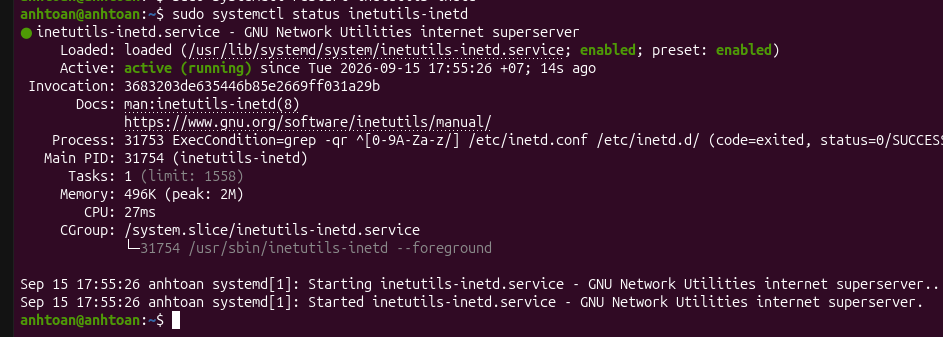 anhtoan@anhtoan:~$ sudo systemctl status inetutils-inetd
● inetutils-inetd.service - GNU Network Utilities internet superserver
Loaded: loaded (/usr/lib/systemd/system/inetutils-inetd.service; enabled; preset: enabled)
Active: active (running) since Tue 2026-09-15 17:55:26 +07; 14s ago
Invocation: 3683203de635446b85e2669ff031a29b
Docs: man:inetutils-inetd(8)
https://www.gnu.org/software/inetutils/manual/
Process: 31753 ExecCondition=grep -qr ^[0-9A-Za-z/] /etc/inetd.conf /etc/inetd.d/ (code=exited, status=0/SUCCESS
Main PID: 31754 (inetutils-inetd)
Tasks: 1 (limit: 1558)
Memory: 496K (peak: 2M)
CPU: 27ms
CGroup: /system.slice/inetutils-inetd.service
└─31754 /usr/sbin/inetutils-inetd --foreground
Sep 15 17:55:26 anhtoan systemd[1]: Starting inetutils-inetd.service - GNU Network Utilities internet superserver..
Sep 15 17:55:26 anhtoan systemd[1]: Started inetutils-inetd.service - GNU Network Utilities internet superserver.
anhtoan@anhtoan:~$